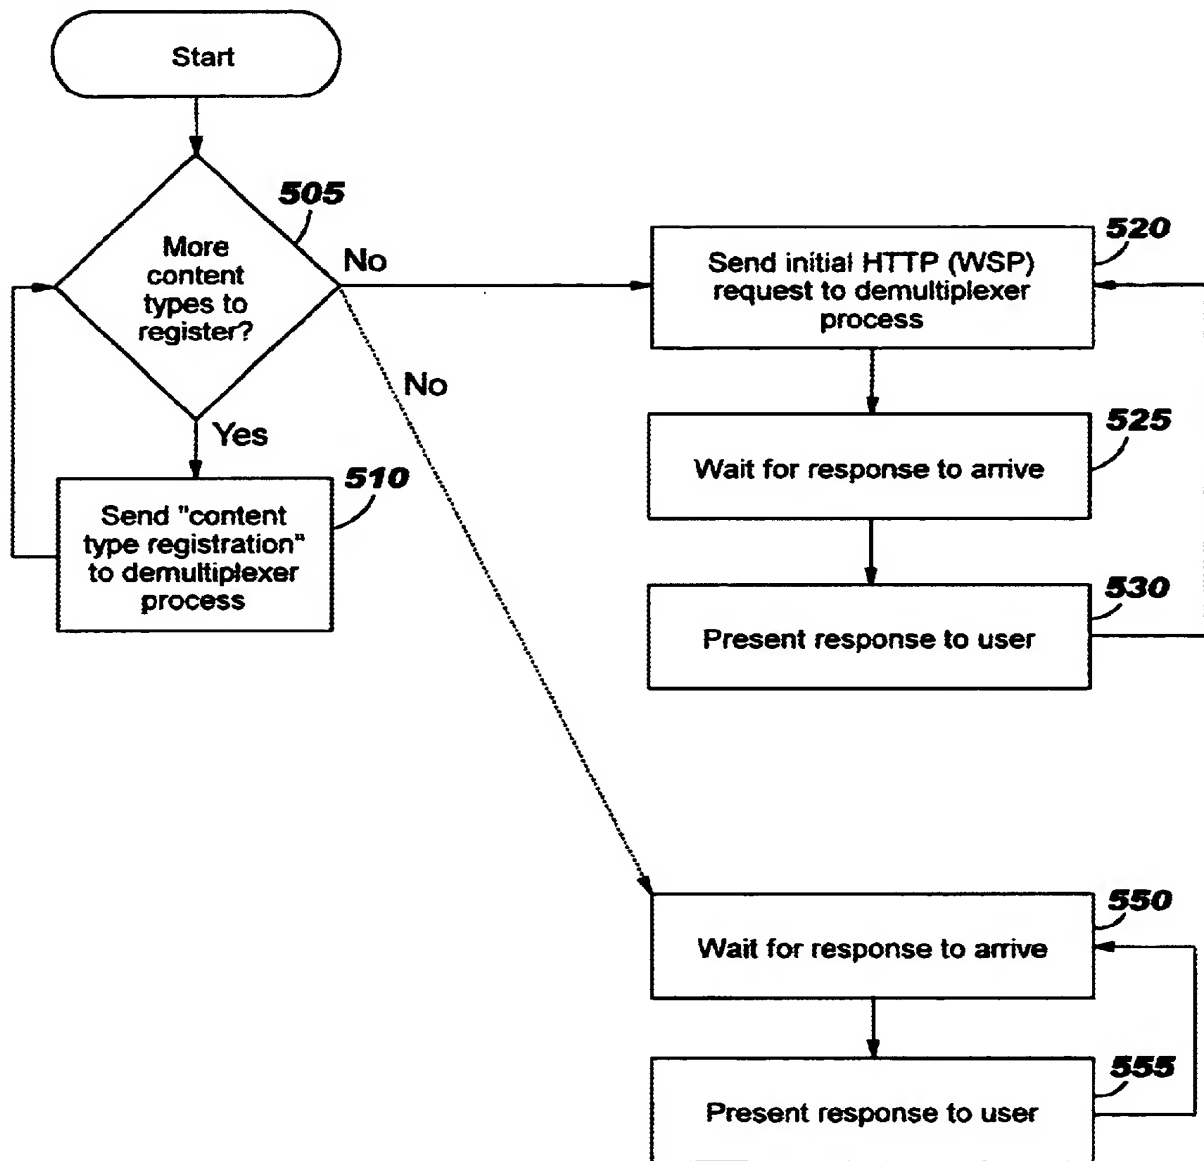 Start
505
More
content
types to
register?
No
No
Yes
510
Send "content
type registration"
to demultiplexer
process
520
Send initial HTTP (WSP)
request to demultiplexer
process
525
Wait for response to arrive
530
Present response to user
550
Wait for response to arrive
555
Present response to user